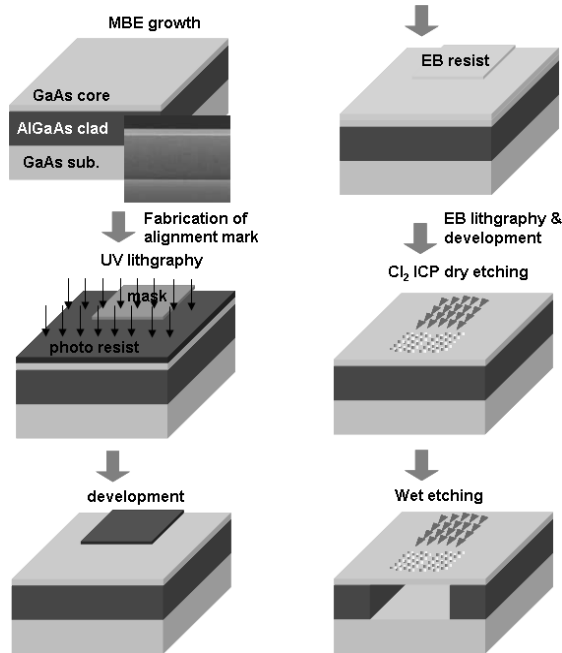 MBE growth
GaAs core
AlGaAs clad
GaAs sub.
Fabrication of
alignment mark
UV lithgraphy
mask
photo resist
development
EB resist
EB lithgraphy &
development
Cl₂ ICP dry etching
Wet etching